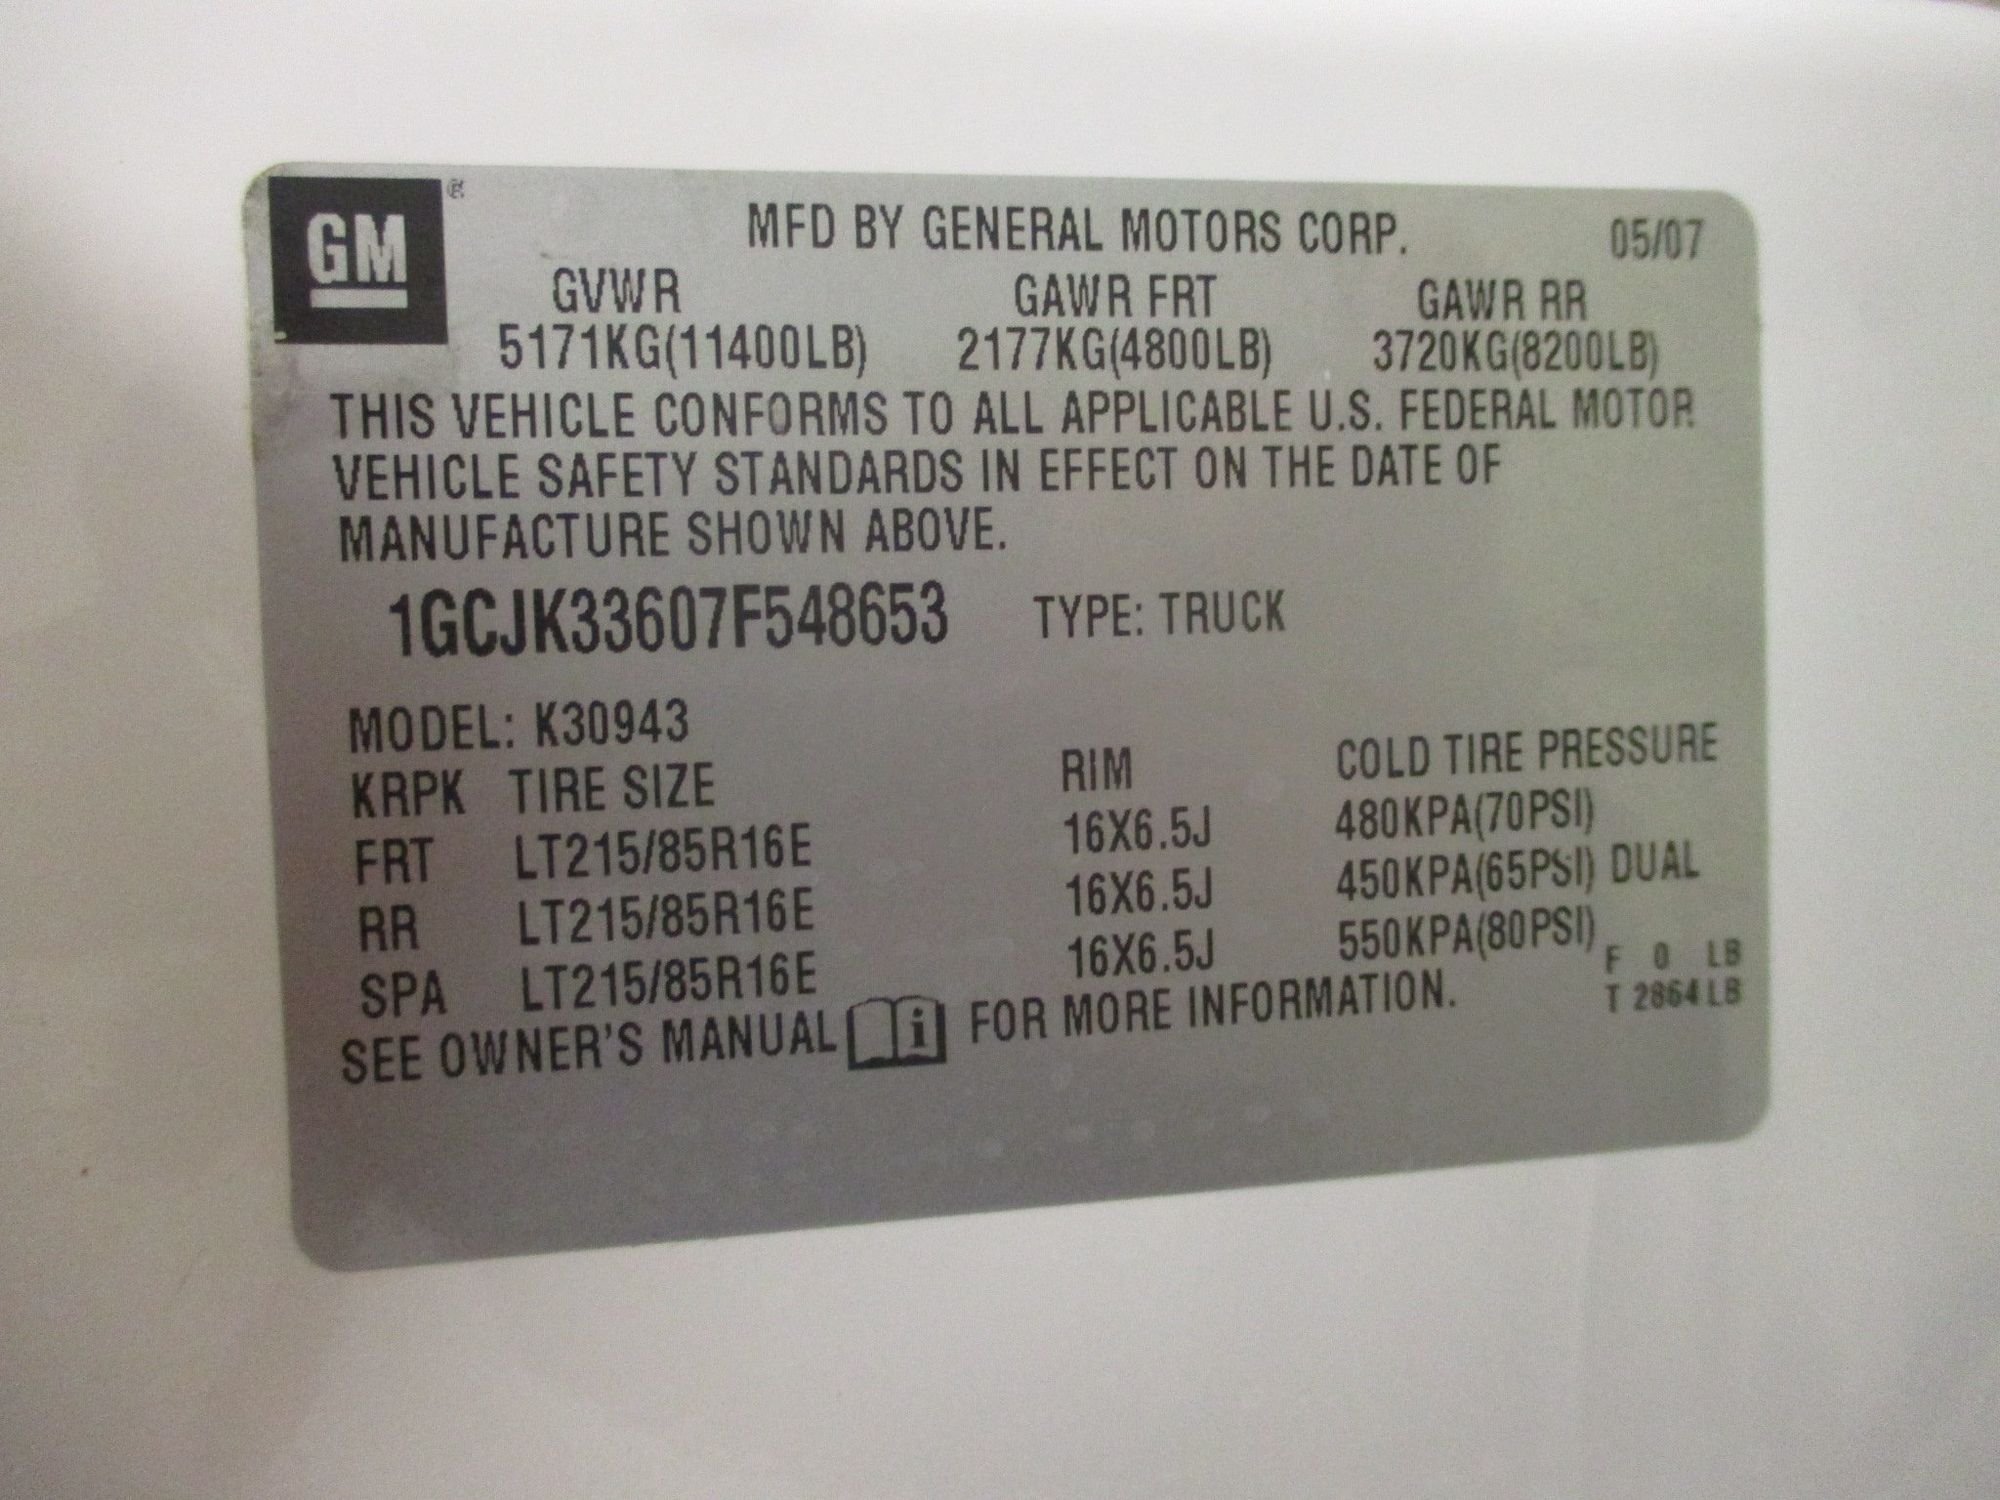 GM ®
MFD BY GENERAL MOTORS CORP. 05/07
GVWR GAWR FRT GAWR RR
5171KG(11400LB) 2177KG(4800LB) 3720KG(8200LB)
THIS VEHICLE CONFORMS TO ALL APPLICABLE U.S. FEDERAL MOTOR
VEHICLE SAFETY STANDARDS IN EFFECT ON THE DATE OF
MANUFACTURE SHOWN ABOVE.
1GCJK33607F548653 TYPE: TRUCK
MODEL: K30943
KRPK TIRE SIZE RIM COLD TIRE PRESSURE
FRT LT215/85R16E 16X6.5J 480KPA(70PSI)
RR LT215/85R16E 16X6.5J 450KPA(65PSI) DUAL
SPA LT215/85R16E 16X6.5J 550KPA(80PSI)
F 0 LB
T 2864LB
SEE OWNER'S MANUAL i FOR MORE INFORMATION.